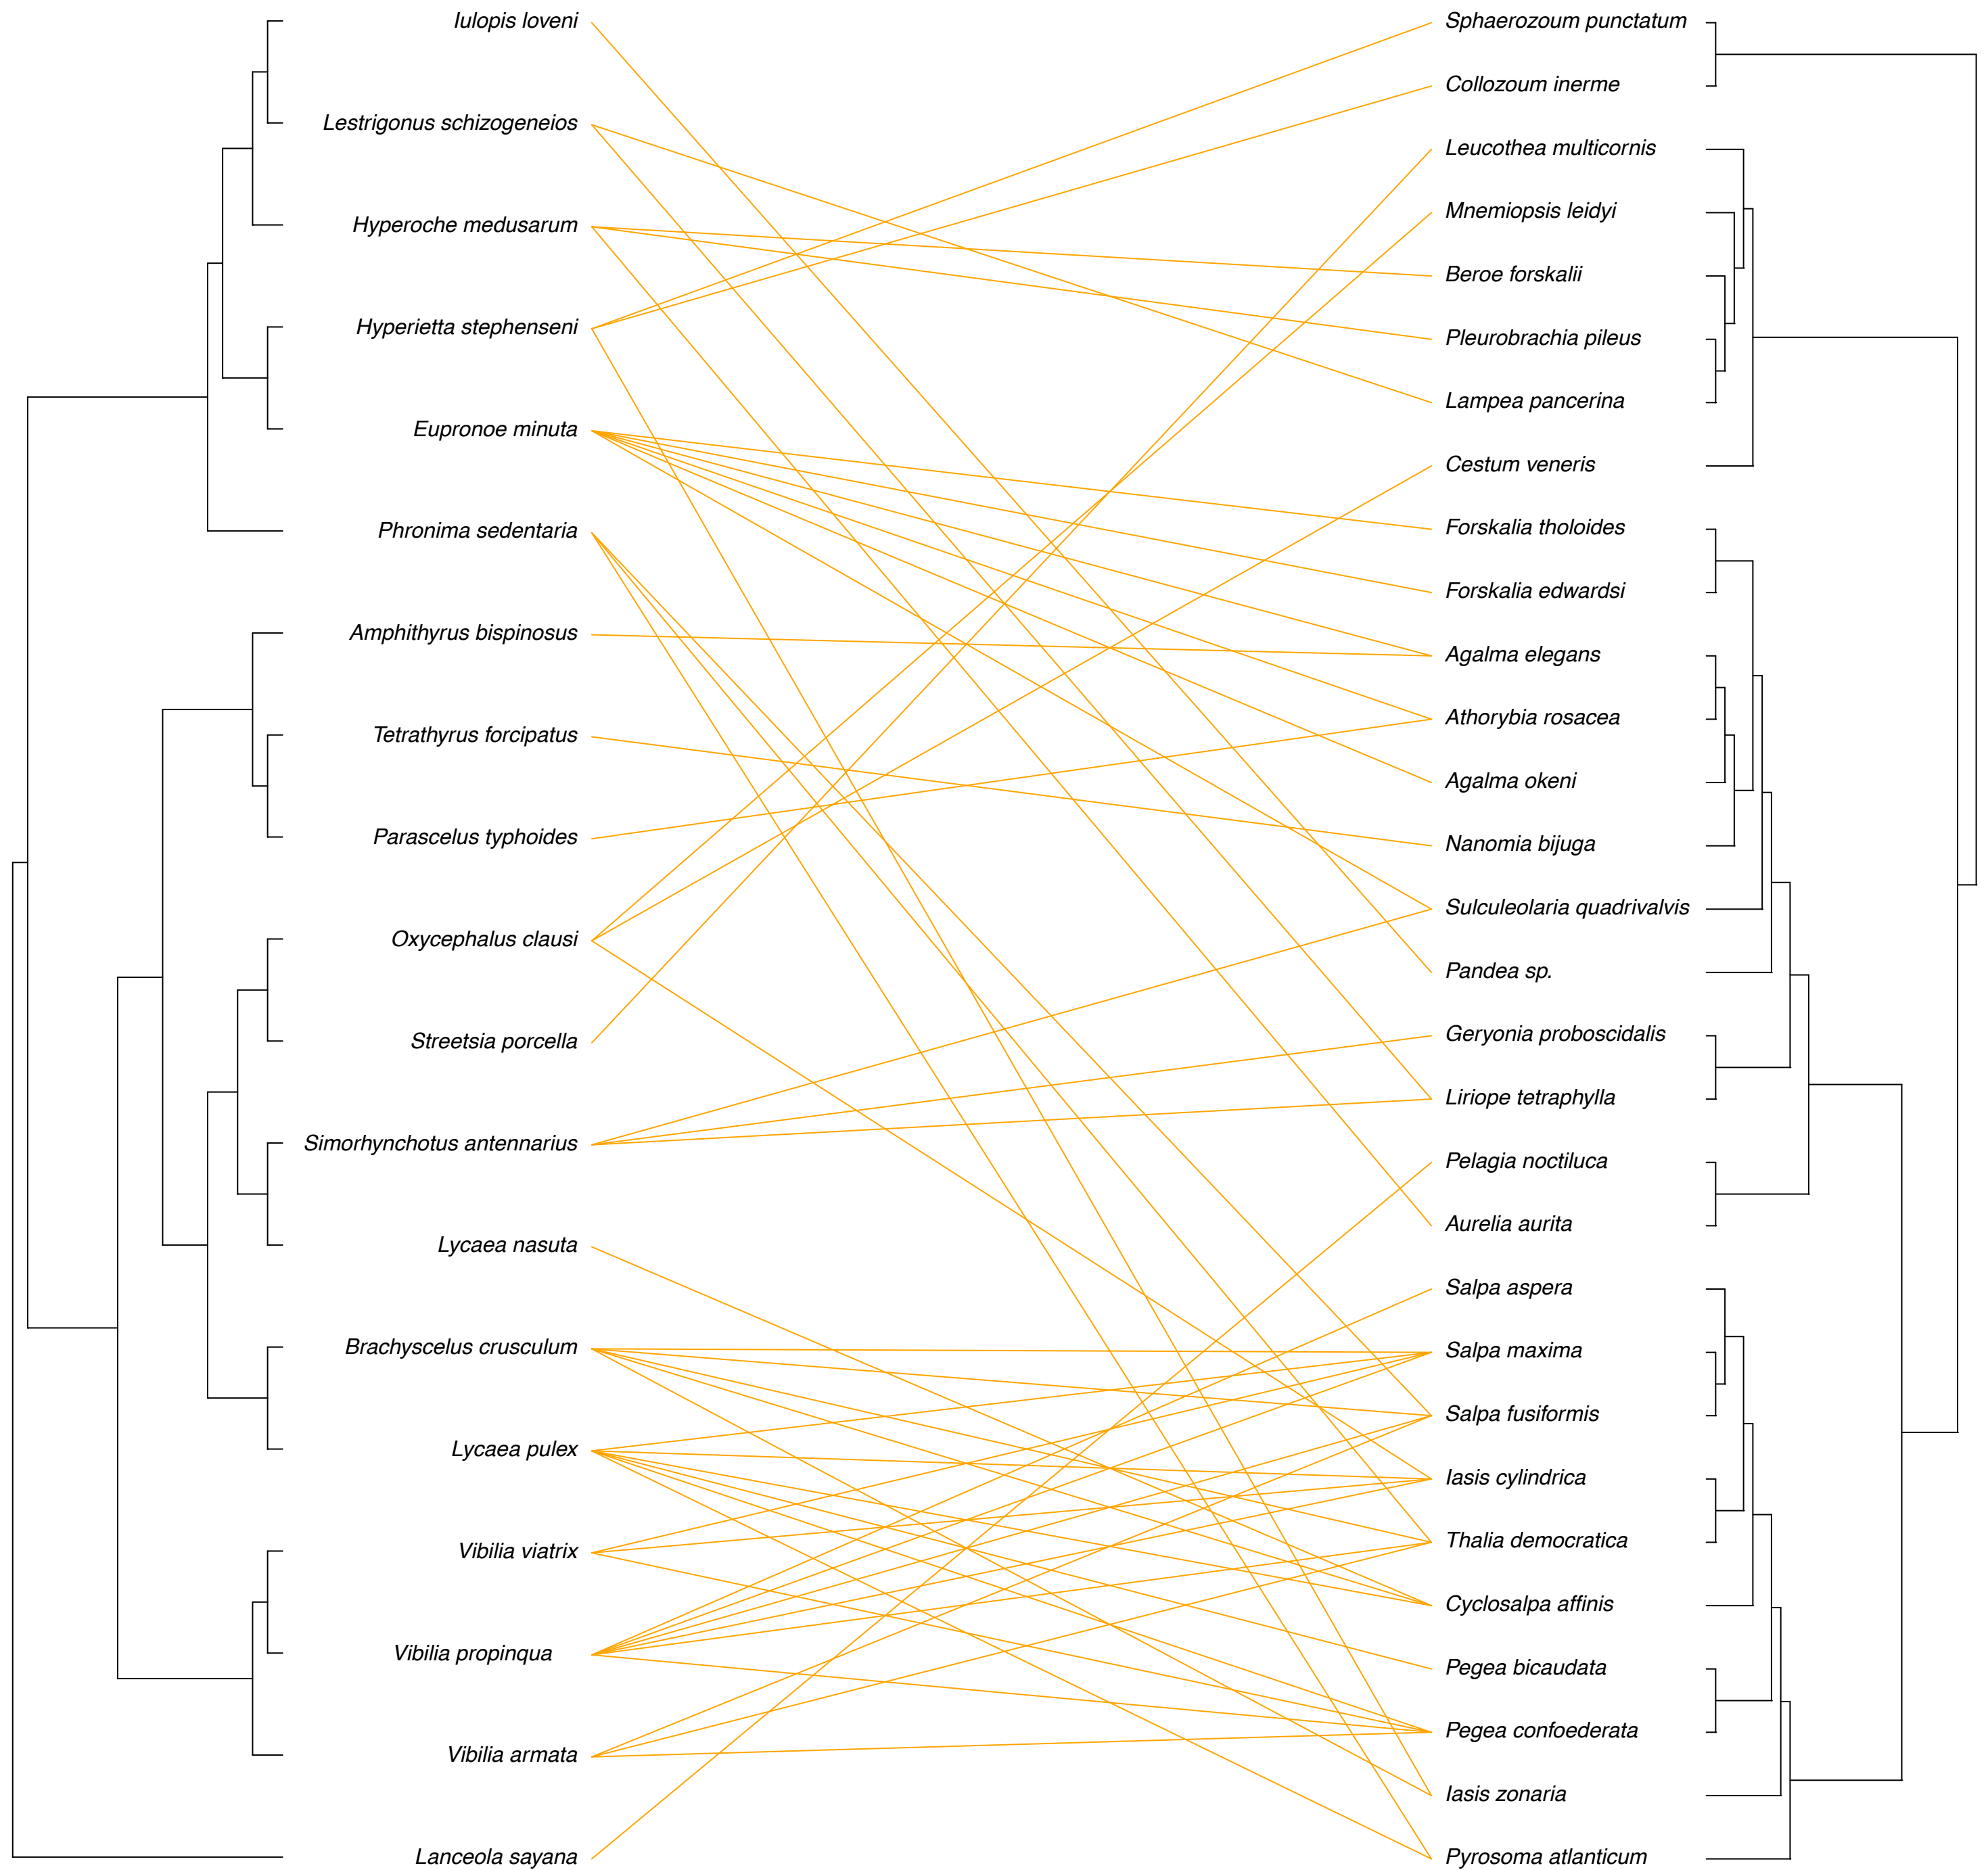 Iulopis loveni
Lestrigonus schizogeneios
Hyperoche medusarum
Hyperietta stephenseni
Eupronoe minuta
Phronima sedentaria
Amphithyrus bispinosus
Tetrathyrus forcipatus
Parascelus typhoides
Oxycephalus clausi
Streetsia porcella
Simorhynchotus antennarius
Lycaea nasuta
Brachyscelus crusculum
Lycaea pulex
Vibilia viatrix
Vibilia propinqua
Vibilia armata
Lanceola sayana
Sphaerozoum punctatum
Collozoum inerme
Leucothea multicornis
Mnemiopsis leidyi
Beroe forskalii
Pleurobrachia pileus
Lampea pancerina
Cestum veneris
Forskalia tholoides
Forskalia edwardsi
Agalma elegans
Athorybia rosacea
Agalma okeni
Nanomia bijuga
Sulculeolaria quadrivalvis
Pandea sp.
Geryonia proboscidalis
Liriope tetraphylla
Pelagia noctiluca
Aurelia aurita
Salpa aspera
Salpa maxima
Salpa fusiformis
Iasis cylindrica
Thalia democratica
Cyclosalpa affinis
Pegea bicaudata
Pegea confoederata
Iasis zonaria
Pyrosoma atlanticum